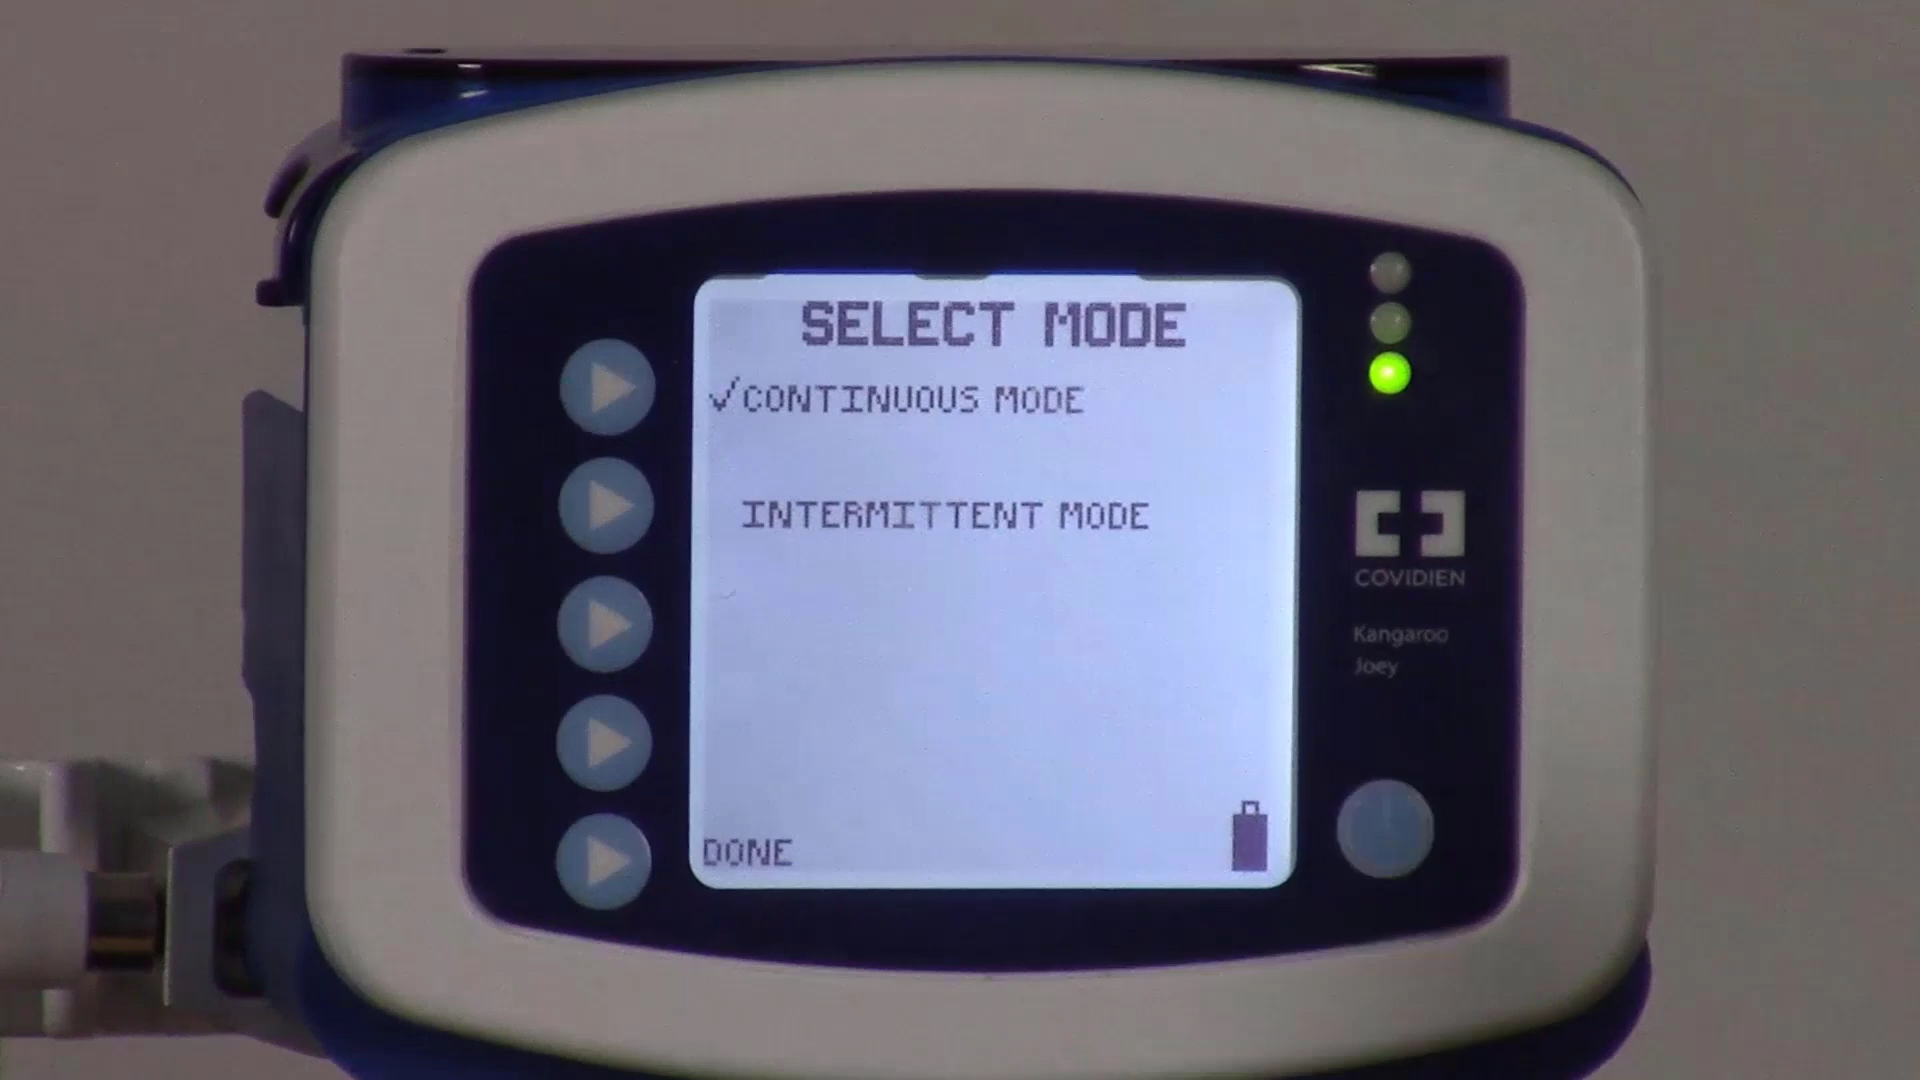 SELECT MODE
✓CONTINUOUS MODE
INTERMITTENT MODE
DONE
COVIDIEN
Kangaroo
Joey